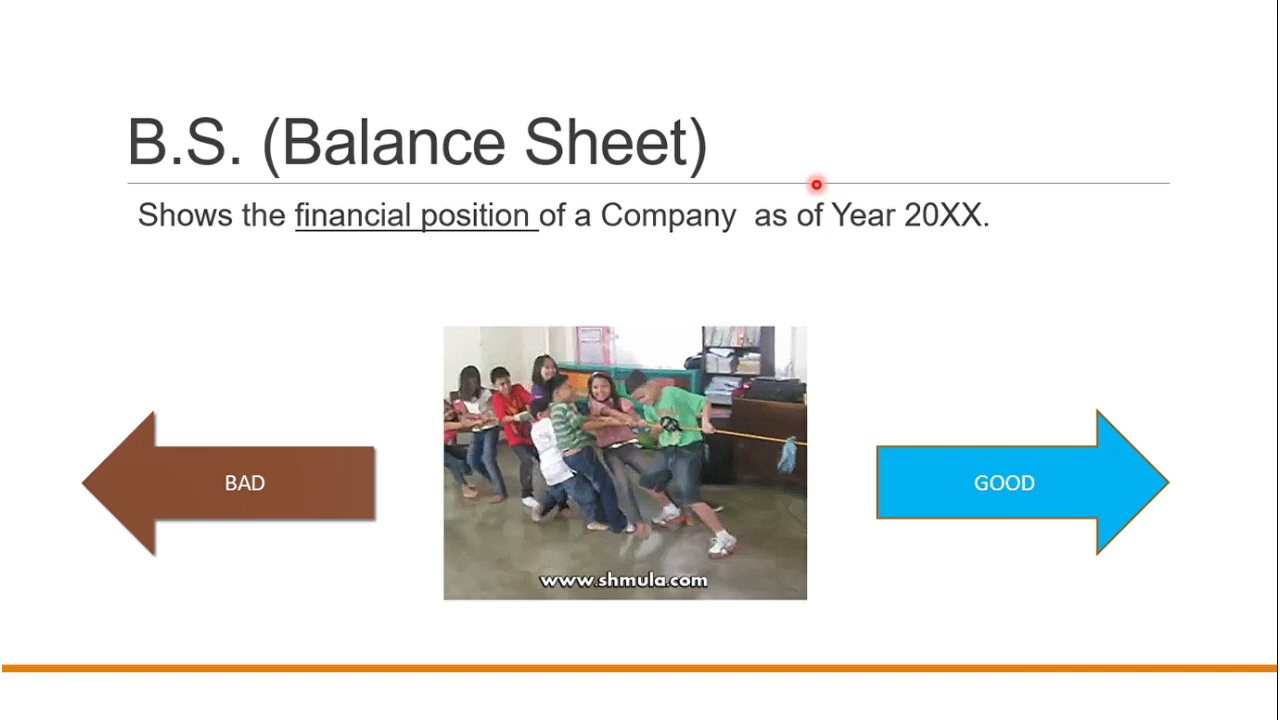 B.S. (Balance Sheet)
Shows the financial position of a Company  as of Year 20XX.
BAD
GOOD
www.shmula.com